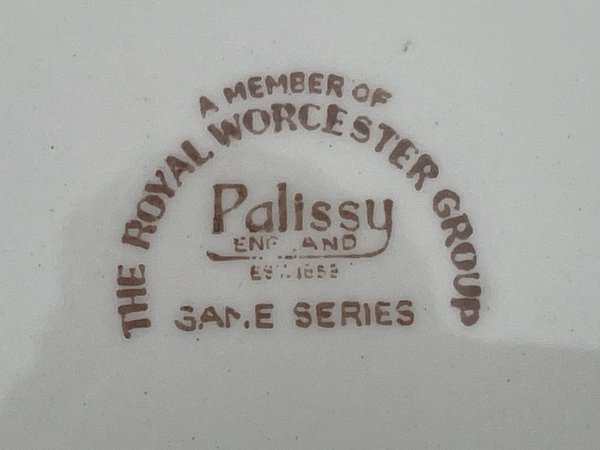 A MEMBER OF
THE ROYAL WORCESTER GROUP
Palissy
ENGLAND
EST. 1853
GAME SERIES